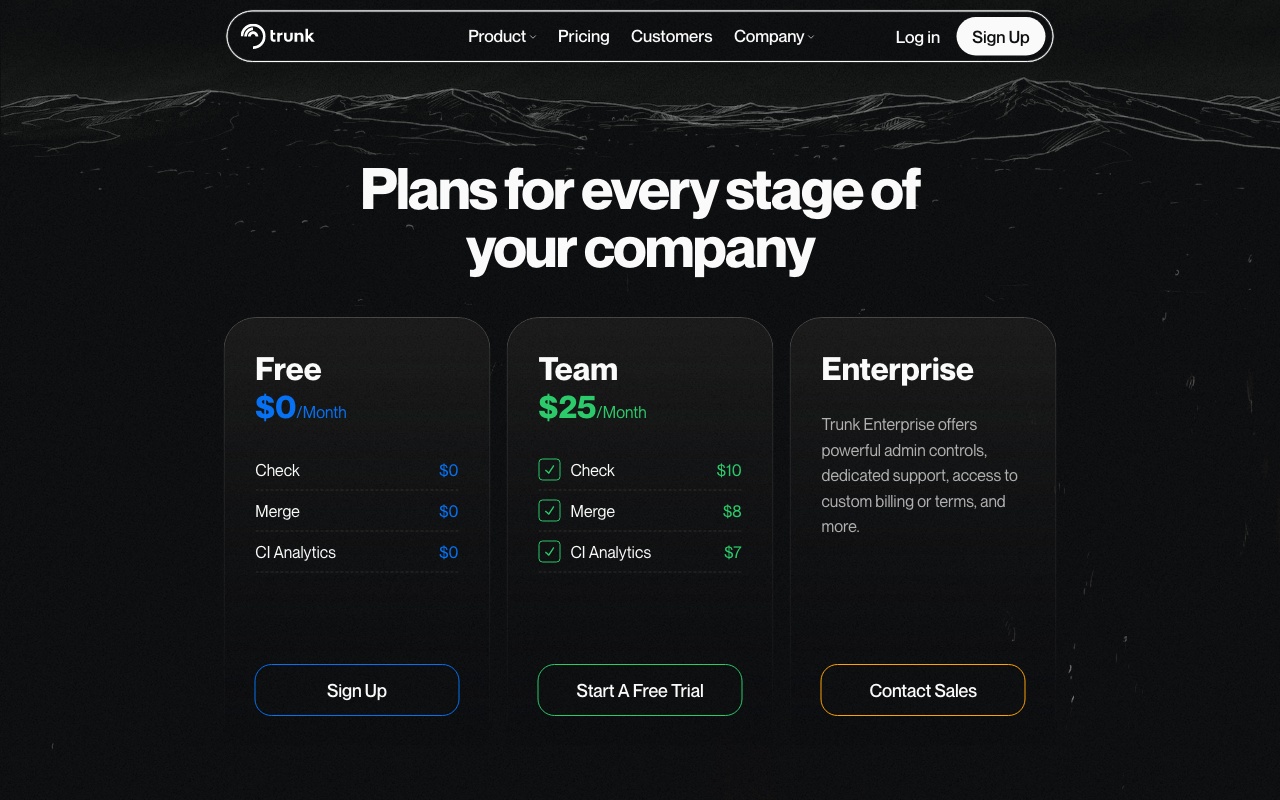 trunk
Product
Pricing
Customers
Company
Log in
Sign Up
Plans for every stage of
your company
Free
$0/Month
Check $0
Merge $0
CI Analytics $0
Sign Up
Team
$25/Month
Check $10
Merge $8
CI Analytics $7
Start A Free Trial
Enterprise
Trunk Enterprise offers
powerful admin controls,
dedicated support, access to
custom billing or terms, and
more.
Contact Sales